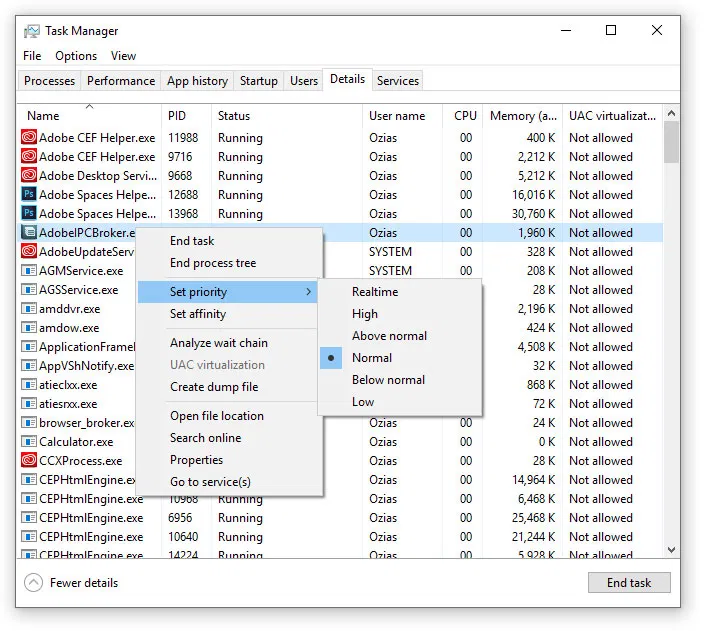 Task Manager
File Options View
Processes Performance App history Startup Users Details Services
Name PID Status User name CPU Memory (a... UAC virtualizat...
Adobe CEF Helper.exe 11988 Running Ozias 00 400 K Not allowed
Adobe CEF Helper.exe 9716 Running Ozias 00 2,212 K Not allowed
Adobe Desktop Servi... 9668 Running Ozias 00 5,212 K Not allowed
Adobe Spaces Helpe... 12688 Running Ozias 00 16,016 K Not allowed
Adobe Spaces Helpe... 13968 Running Ozias 00 30,760 K Not allowed
AdobeIPCBroker.e Ozias 00 1,960 K Not allowed
End task
AdobeUpdateServ SYSTEM 00 328 K Not allowed
End process tree
AGMService.exe SYSTEM 00 208 K Not allowed
AGSService.exe Set priority Realtime 00 28 K Not allowed
amddvr.exe Set affinity High 00 2,196 K Not allowed
amdow.exe Above normal 00 424 K Not allowed
ApplicationFrameH Analyze wait chain Normal 00 4,508 K Not allowed
AppVShNotify.exe UAC virtualization Below normal 00 32 K Not allowed
atieclxx.exe Create dump file 00 868 K Not allowed
atiesrxx.exe Low 00 72 K Not allowed
browser_broker.ex Open file location Ozias 00 24 K Not allowed
Calculator.exe Search online Ozias 00 0 K Not allowed
CCXProcess.exe Properties Ozias 00 28 K Not allowed
CEPHtmlEngine.ex Go to service(s) Ozias 00 14,964 K Not allowed
CEPHtmlEngine.exe 10968 Running Ozias 00 6,468 K Not allowed
CEPHtmlEngine.exe 6956 Running Ozias 00 25,468 K Not allowed
CEPHtmlEngine.exe 10640 Running Ozias 00 21,244 K Not allowed
CEPHtmlEngine.exe 14224 Running Ozias 00 5,928 K Not allowed
Fewer details End task